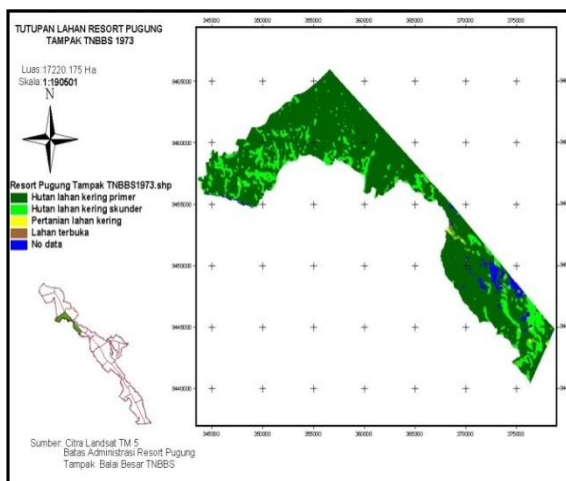 TUTUPAN LAHAN RESORT PUGUNG
TAMPAK TNBBS 1973
Luas:17220.175 Ha
Skala:1:190601
N
Resort Pugung Tampak TNBBS1973.shp
Hutan lahan kering primer
Hutan lahan kering skunder
Pertanian lahan kering
Lahan terbuka
No data
Sumber: Citra Landsat TM 5
Batas Administrasi Resort Pugung
Tampak Balai Besar TNBBS
345000 350000 355000 360000 365000 370000 375000
9465000
9460000
9455000
9450000
9445000
9440000
345000 350000 355000 360000 365000 370000 375000